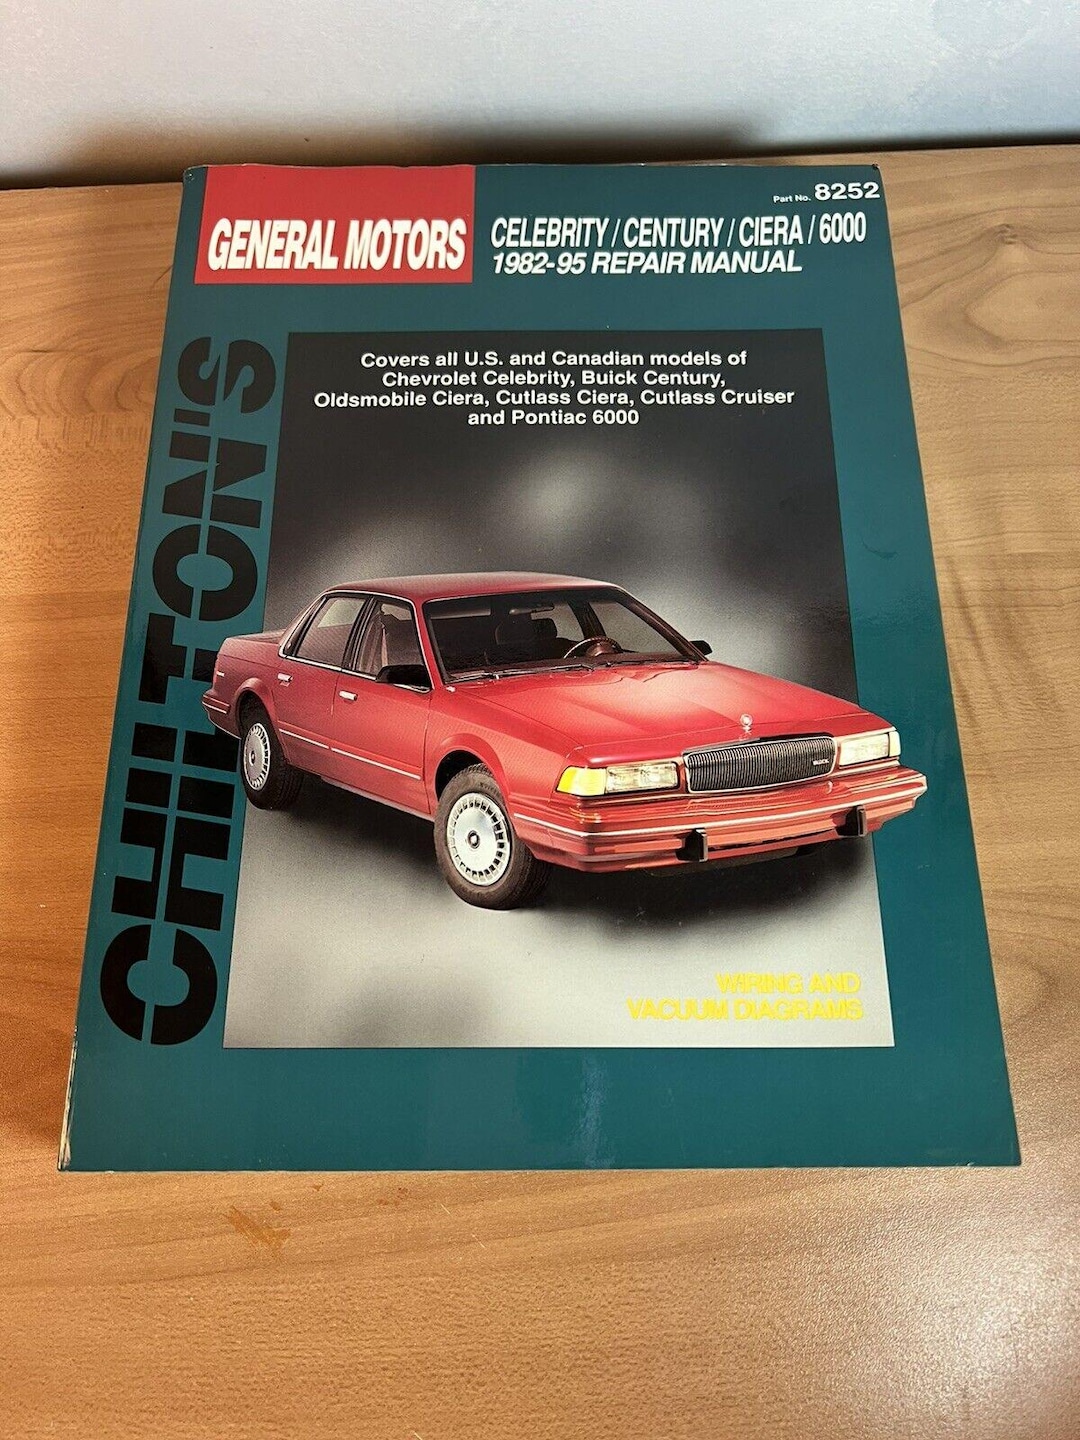 Part No. 8252
GENERAL MOTORS
CELEBRITY/CENTURY/CIERA/6000
1982-95 REPAIR MANUAL
CHILTON'S
Covers all U.S. and Canadian models of
Chevrolet Celebrity, Buick Century,
Oldsmobile Ciera, Cutlass Ciera, Cutlass Cruiser
and Pontiac 6000
BUICK
WIRING AND
VACUUM DIAGRAMS